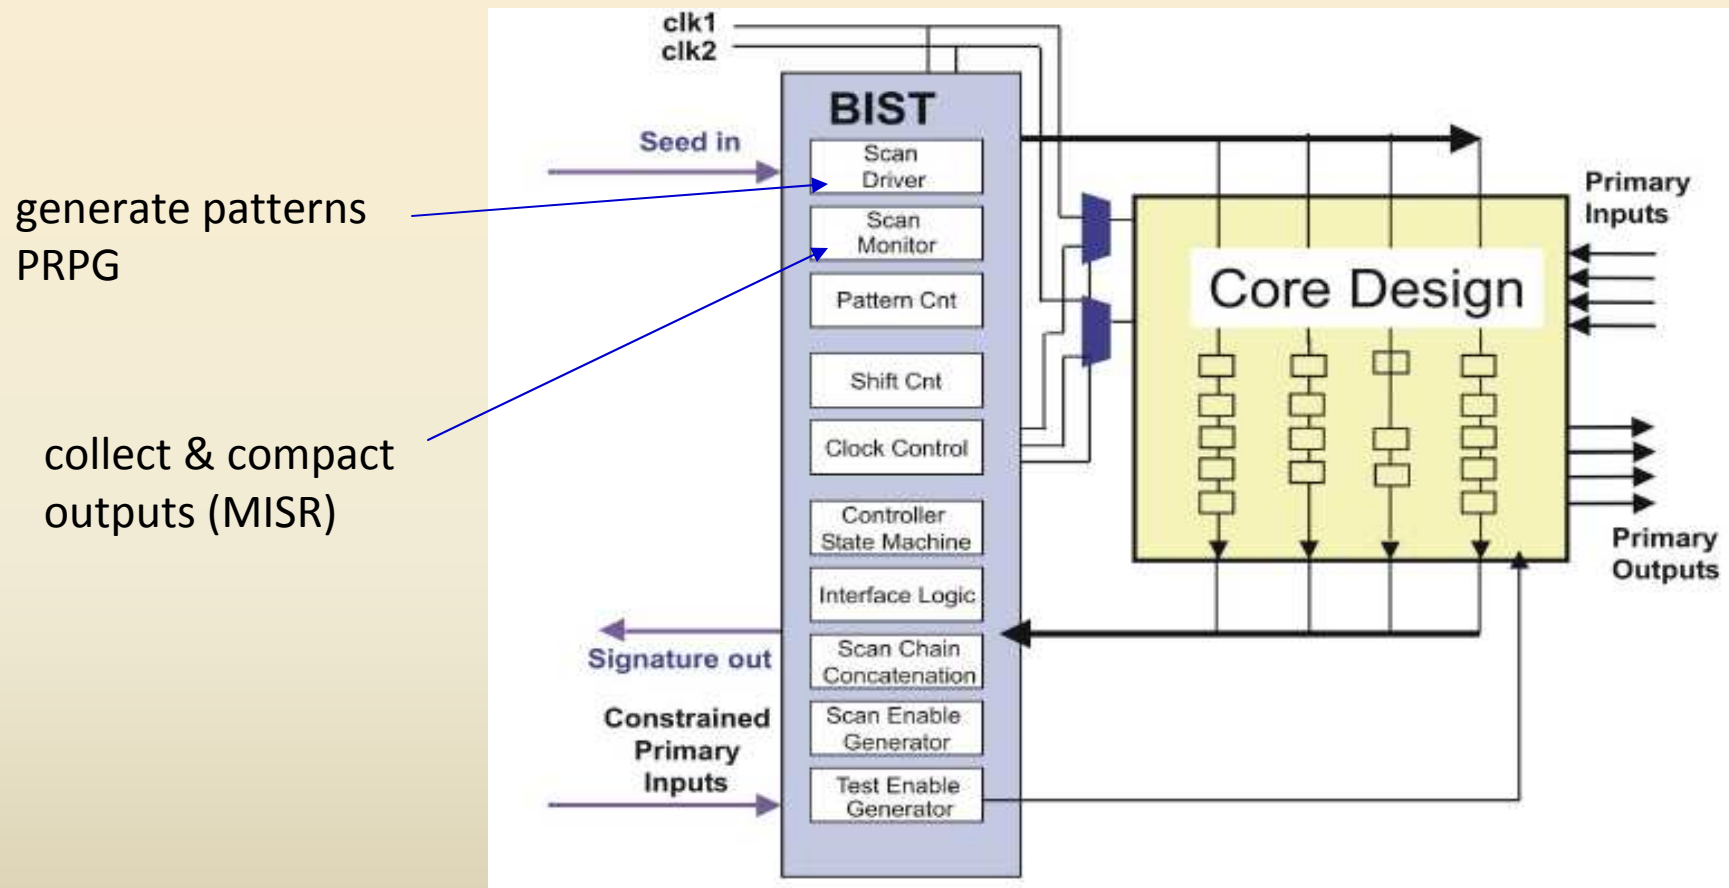 generate patterns
PRPG
collect & compact
outputs (MISR)
clk1
clk2
BIST
Seed in
Scan
Driver
Scan
Monitor
Pattern Cnt
Shift Cnt
Clock Control
Controller
State Machine
Interface Logic
Scan Chain
Concatenation
Scan Enable
Generator
Test Enable
Generator
Signature out
Constrained
Primary
Inputs
Core Design
Primary
Inputs
Primary
Outputs